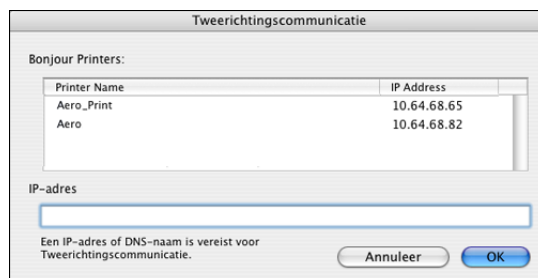 Tweerichtingscommunicatie
Bonjour Printers:
Printer Name IP Address
Aero_Print 10.64.68.65
Aero 10.64.68.82
IP-adres
Een IP-adres of DNS-naam is vereist voor
Tweerichtingscommunicatie.
Annuleer OK